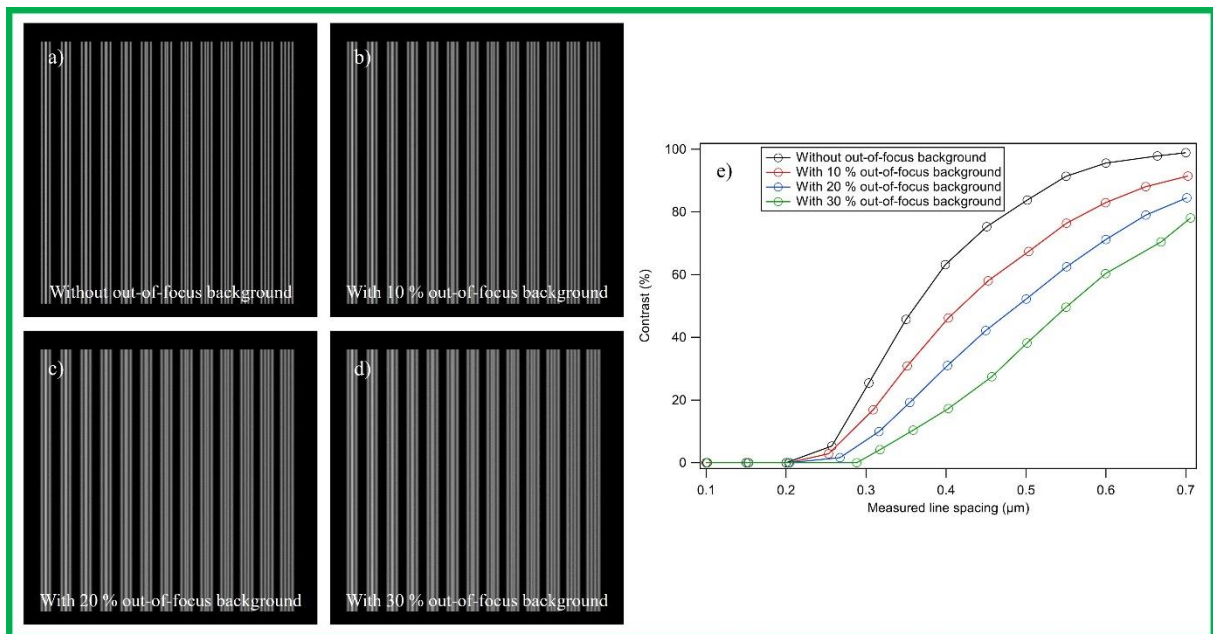 a)
Without out-of-focus background
b)
With 10 % out-of-focus background
c)
With 20 % out-of-focus background
d)
With 30 % out-of-focus background
e)
Without out-of-focus background
With 10 % out-of-focus background
With 20 % out-of-focus background
With 30 % out-of-focus background
Contrast (%)
100
80
60
40
20
0
0.1 0.2 0.3 0.4 0.5 0.6 0.7
Measured line spacing (µm)